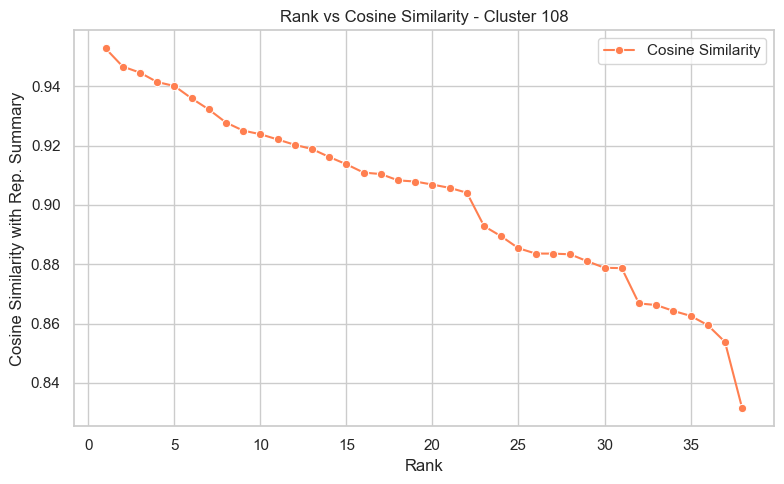 Rank vs Cosine Similarity - Cluster 108
Cosine Similarity
Cosine Similarity with Rep. Summary
0.94
0.92
0.90
0.88
0.86
0.84
0 5 10 15 20 25 30 35
Rank